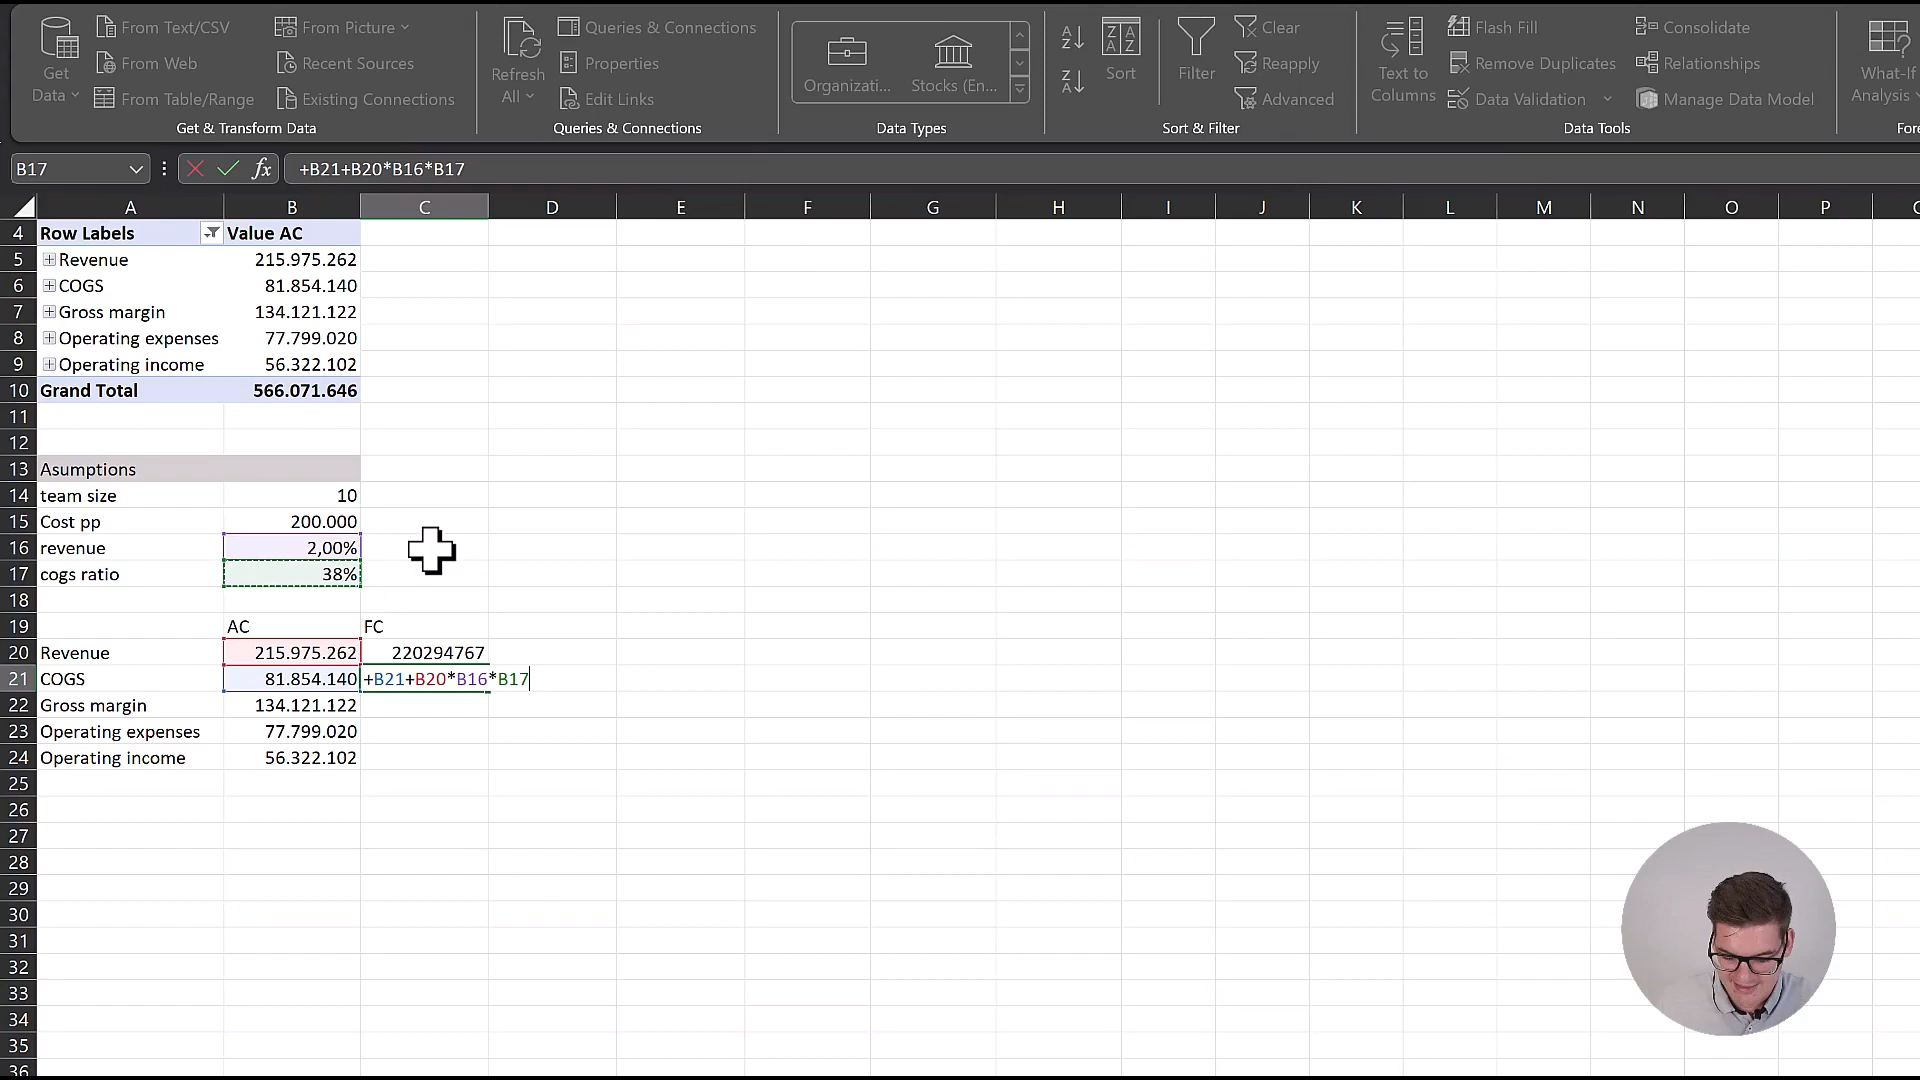 Get Data
From Text/CSV
From Web
From Table/Range
From Picture
Recent Sources
Existing Connections
Get & Transform Data
Refresh All
Queries & Connections
Properties
Edit Links
Queries & Connections
Organizati...
Stocks (En...
Data Types
Sort
Filter
Clear
Reapply
Advanced
Sort & Filter
Text to Columns
Flash Fill
Remove Duplicates
Data Validation
Consolidate
Relationships
Manage Data Model
Data Tools
What-If Analysis
Fore
B17 fx +B21+B20*B16*B17
A B C D E F G H I J K L M N O P
4 Row Labels Value AC
5 Revenue 215.975.262
6 COGS 81.854.140
7 Gross margin 134.121.122
8 Operating expenses 77.799.020
9 Operating income 56.322.102
10 Grand Total 566.071.646
11
12
13 Asumptions
14 team size 10
15 Cost pp 200.000
16 revenue 2,00%
17 cogs ratio 38%
18
19 AC FC
20 Revenue 215.975.262 220294767
21 COGS 81.854.140 +B21+B20*B16*B17
22 Gross margin 134.121.122
23 Operating expenses 77.799.020
24 Operating income 56.322.102
25
26
27
28
29
30
31
32
33
34
35
36